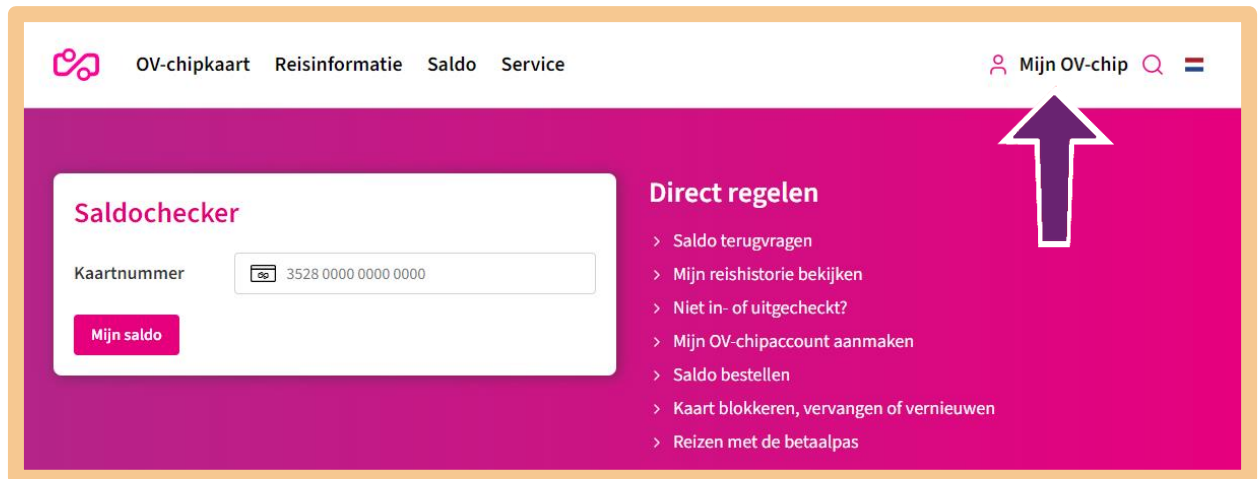 OV-chipkaart Reisinformatie Saldo Service Mijn OV-chip
Saldochecker
Kaartnummer 3528 0000 0000 0000
Mijn saldo
Direct regelen
Saldo terugvragen
Mijn reishistorie bekijken
Niet in- of uitgecheckt?
Mijn OV-chipaccount aanmaken
Saldo bestellen
Kaart blokkeren, vervangen of vernieuwen
Reizen met de betaalpas